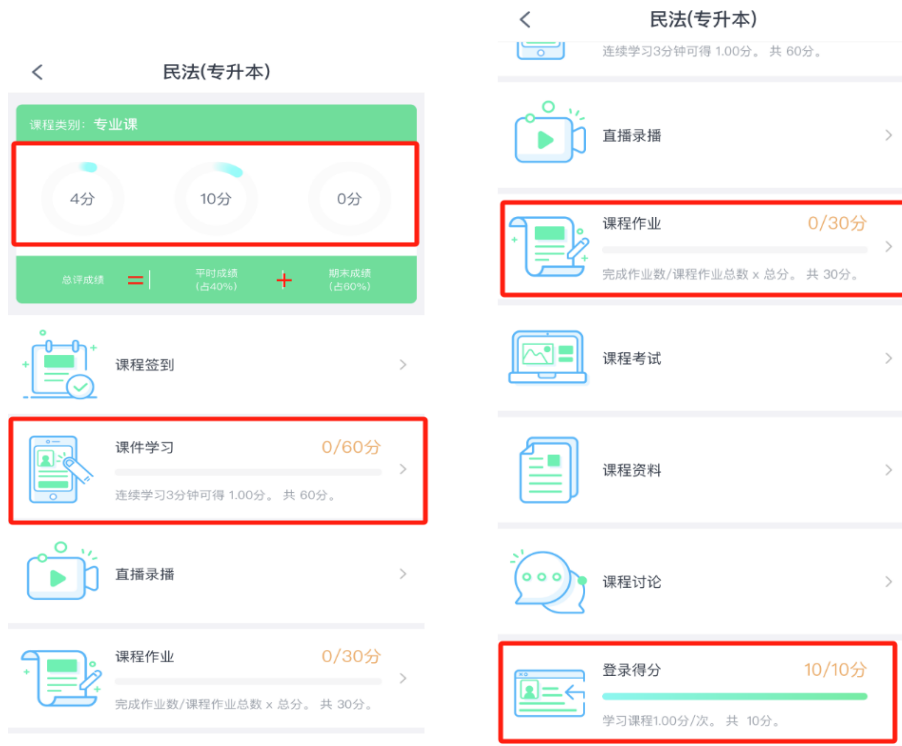 民法(专升本)
课程类别: 专业课
4分
10分
0分
总评成绩
=
平时成绩
(占40%)
+
期末成绩
(占60%)
课程签到
课件学习
0/60分
连续学习3分钟可得 1.00分。 共 60分。
直播录播
课程作业
0/30分
完成作业数/课程作业总数 x 总分。 共 30分。
民法(专升本)
连续学习3分钟可得 1.00分。 共 60分。
直播录播
课程作业
0/30分
完成作业数/课程作业总数 x 总分。 共 30分。
课程考试
课程资料
课程讨论
登录得分
10/10分
学习课程1.00分/次。 共 10分。